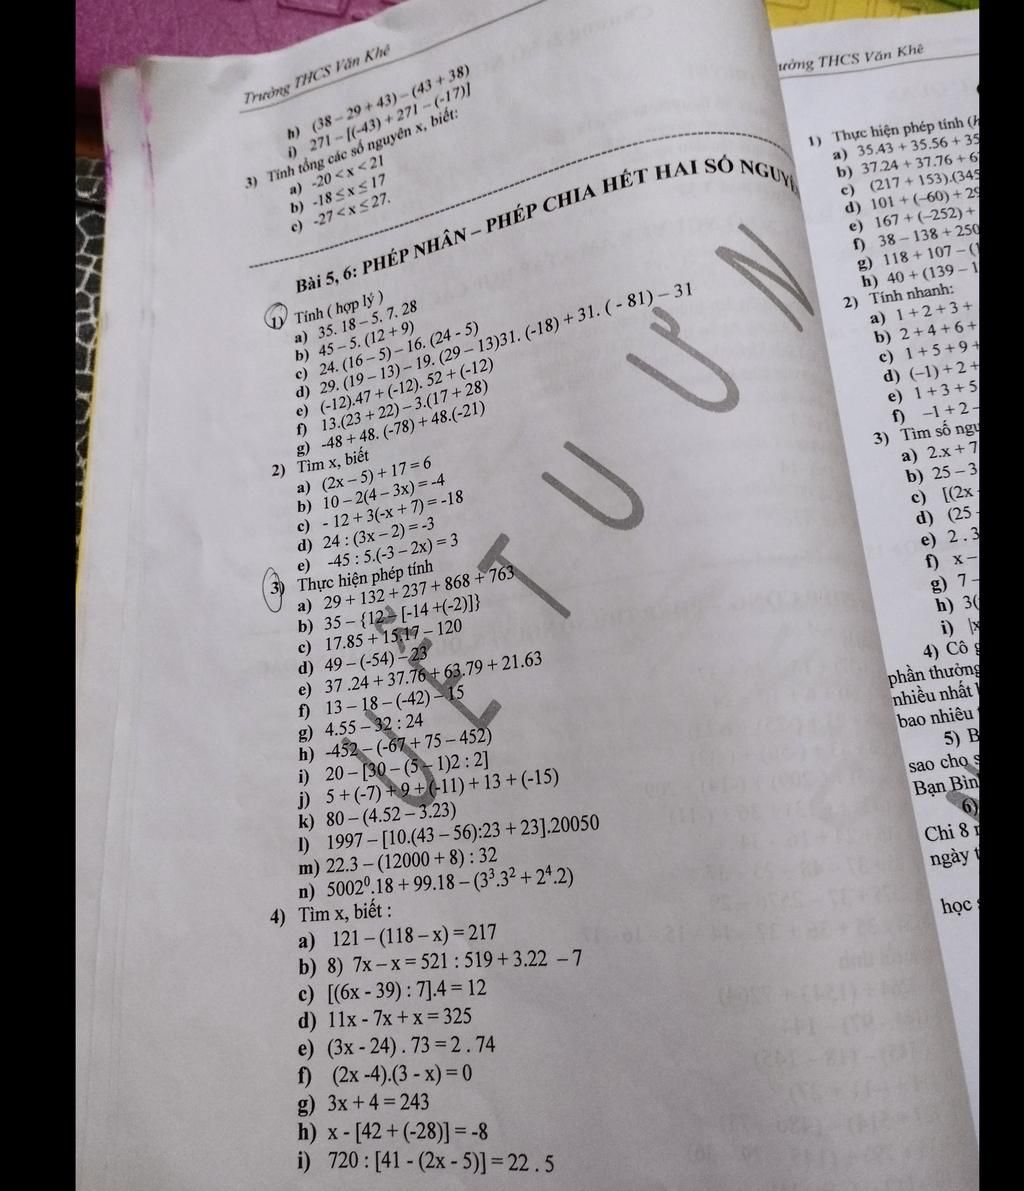 Trường THCS Văn Khê
h) (38 – 29 + 43) – (43 + 38)
i) 271 – [(-43) + 271 – (-17)]
3) Tính tổng các số nguyên x, biết:
a) -20 < x < 21
b) -18 ≤ x ≤ 17
c) -27 < x ≤ 27.
Bài 5, 6: PHÉP NHÂN – PHÉP CHIA HẾT HAI SỐ NGUY
1) Tính ( hợp lý )
a) 35. 18 – 5. 7. 28
b) 45 – 5. (12 + 9)
c) 24. (16 – 5) – 16. (24 - 5)
d) 29. (19 – 13) – 19. (29 – 13)31. (-18) + 31. ( - 81) – 31
e) (-12).47 + (-12). 52 + (-12)
f) 13.(23 + 22) – 3.(17 + 28)
g) -48 + 48. (-78) + 48.(-21)
2) Tìm x, biết
a) (2x – 5) + 17 = 6
b) 10 – 2(4 – 3x) = -4
c) - 12 + 3(-x + 7) = -18
d) 24 : (3x – 2) = -3
e) -45 : 5.(-3 – 2x) = 3
3) Thực hiện phép tính
a) 29 + 132 + 237 + 868 + 763
b) 35 – {12 – [-14 +(-2)]}
c) 17.85 + 15.17 – 120
d) 49 – (-54) – 23
e) 37 .24 + 37.76 + 63.79 + 21.63
f) 13 – 18 – (-42) – 15
g) 4.55 – 32 : 24
h) -452 – (-67 + 75 – 452)
i) 20 – [30 – (5 – 1)2 : 2]
j) 5 + (-7) + 9 + (-11) + 13 + (-15)
k) 80 – (4.52 – 3.23)
l) 1997 – [10.(43 – 56):23 + 23].20050
m) 22.3 – (12000 + 8) : 32
n) 5002⁰.18 + 99.18 – (3³.3² + 2⁴.2)
4) Tìm x, biết :
a) 121 – (118 – x) = 217
b) 8) 7x – x = 521 : 519 + 3.22 – 7
c) [(6x - 39) : 7].4 = 12
d) 11x - 7x + x = 325
e) (3x - 24) . 73 = 2 . 74
f) (2x -4).(3 - x) = 0
g) 3x + 4 = 243
h) x - [42 + (-28)] = -8
i) 720 : [41 - (2x - 5)] = 22 . 5
ường THCS Văn Khê
1) Thực hiện phép tính (
a) 35.43 + 35.56 + 35
b) 37.24 + 37.76 + 6
c) (217 + 153).(345
d) 101 + (–60) + 29
e) 167 + (–252) +
f) 38 – 138 + 250
g) 118 + 107 – (
h) 40 + (139 – 1
2) Tính nhanh:
a) 1 + 2 + 3 +
b) 2 + 4 + 6 +
c) 1 + 5 + 9 +
d) (–1) + 2 +
e) 1 + 3 + 5
f) –1 + 2 -
3) Tìm số ngu
a) 2.x + 7
b) 25 – 3
c) [(2x
d) (25
e) 2 . 3
f) x –
g) 7 –
h) 3(
i) |x
4) Cô g
phần thưởng
nhiều nhất
bao nhiêu
5) B
sao cho s
Bạn Bìn
6)
Chi 8
ngày t
học s